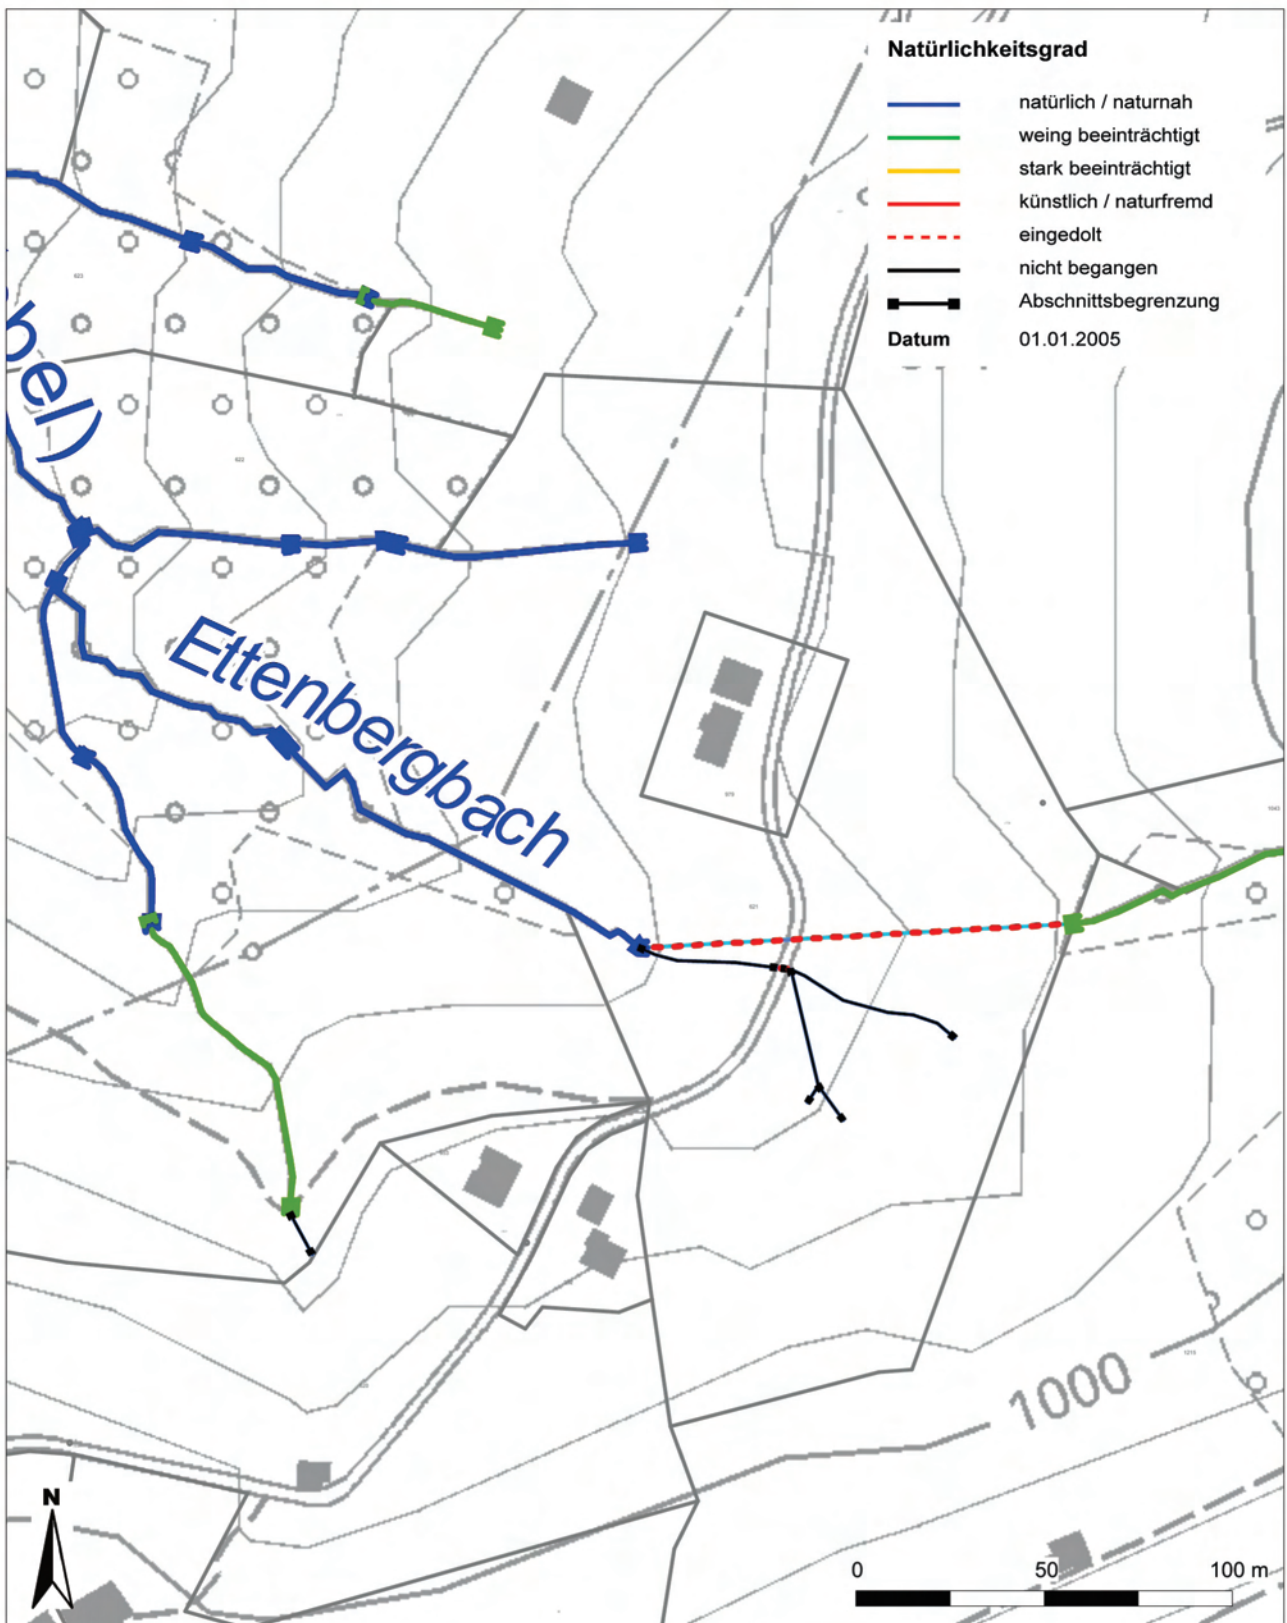 Natürlichkeitsgrad
natürlich / naturnah
weing beeinträchtigt
stark beeinträchtigt
künstlich / naturfremd
eingedolt
nicht begangen
Abschnittsbegrenzung
Datum 01.01.2005
bel)
Ettenbergbach
1000
N
0 50 100 m